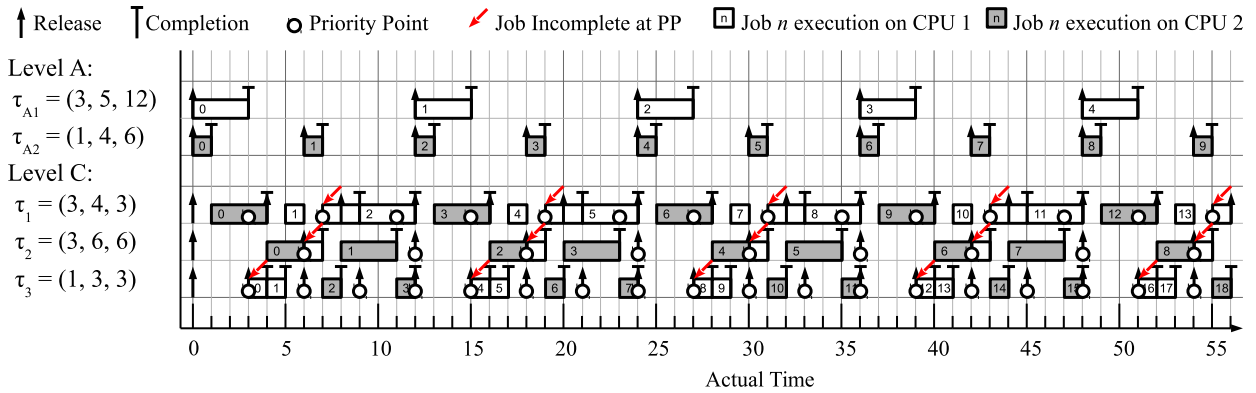 Release Completion Priority Point Job Incomplete at PP n Job n execution on CPU 1 n Job n execution on CPU 2
Level A:
τA1 = (3, 5, 12) 0 1 2 3 4
τA2 = (1, 4, 6) 0 1 2 3 4 5 6 7 8 9
Level C:
τ1 = (3, 4, 3) 0 1 2 3 4 5 6 7 8 9 10 11 12 13
τ2 = (3, 6, 6) 0 1 2 3 4 5 6 7 8
τ3 = (1, 3, 3) 0 1 2 3 4 5 6 7 8 9 10 11 12 13 14 15 16 17 18
0 5 10 15 20 25 30 35 40 45 50 55
Actual Time